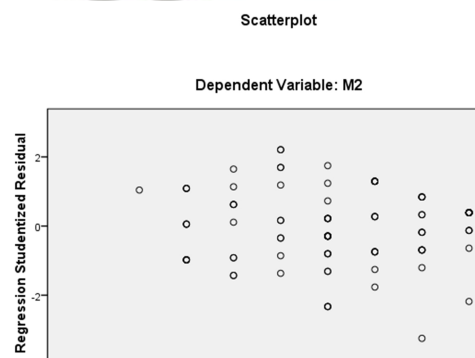 Scatterplot
Dependent Variable: M2
Regression Studentized Residual
2
0
-2